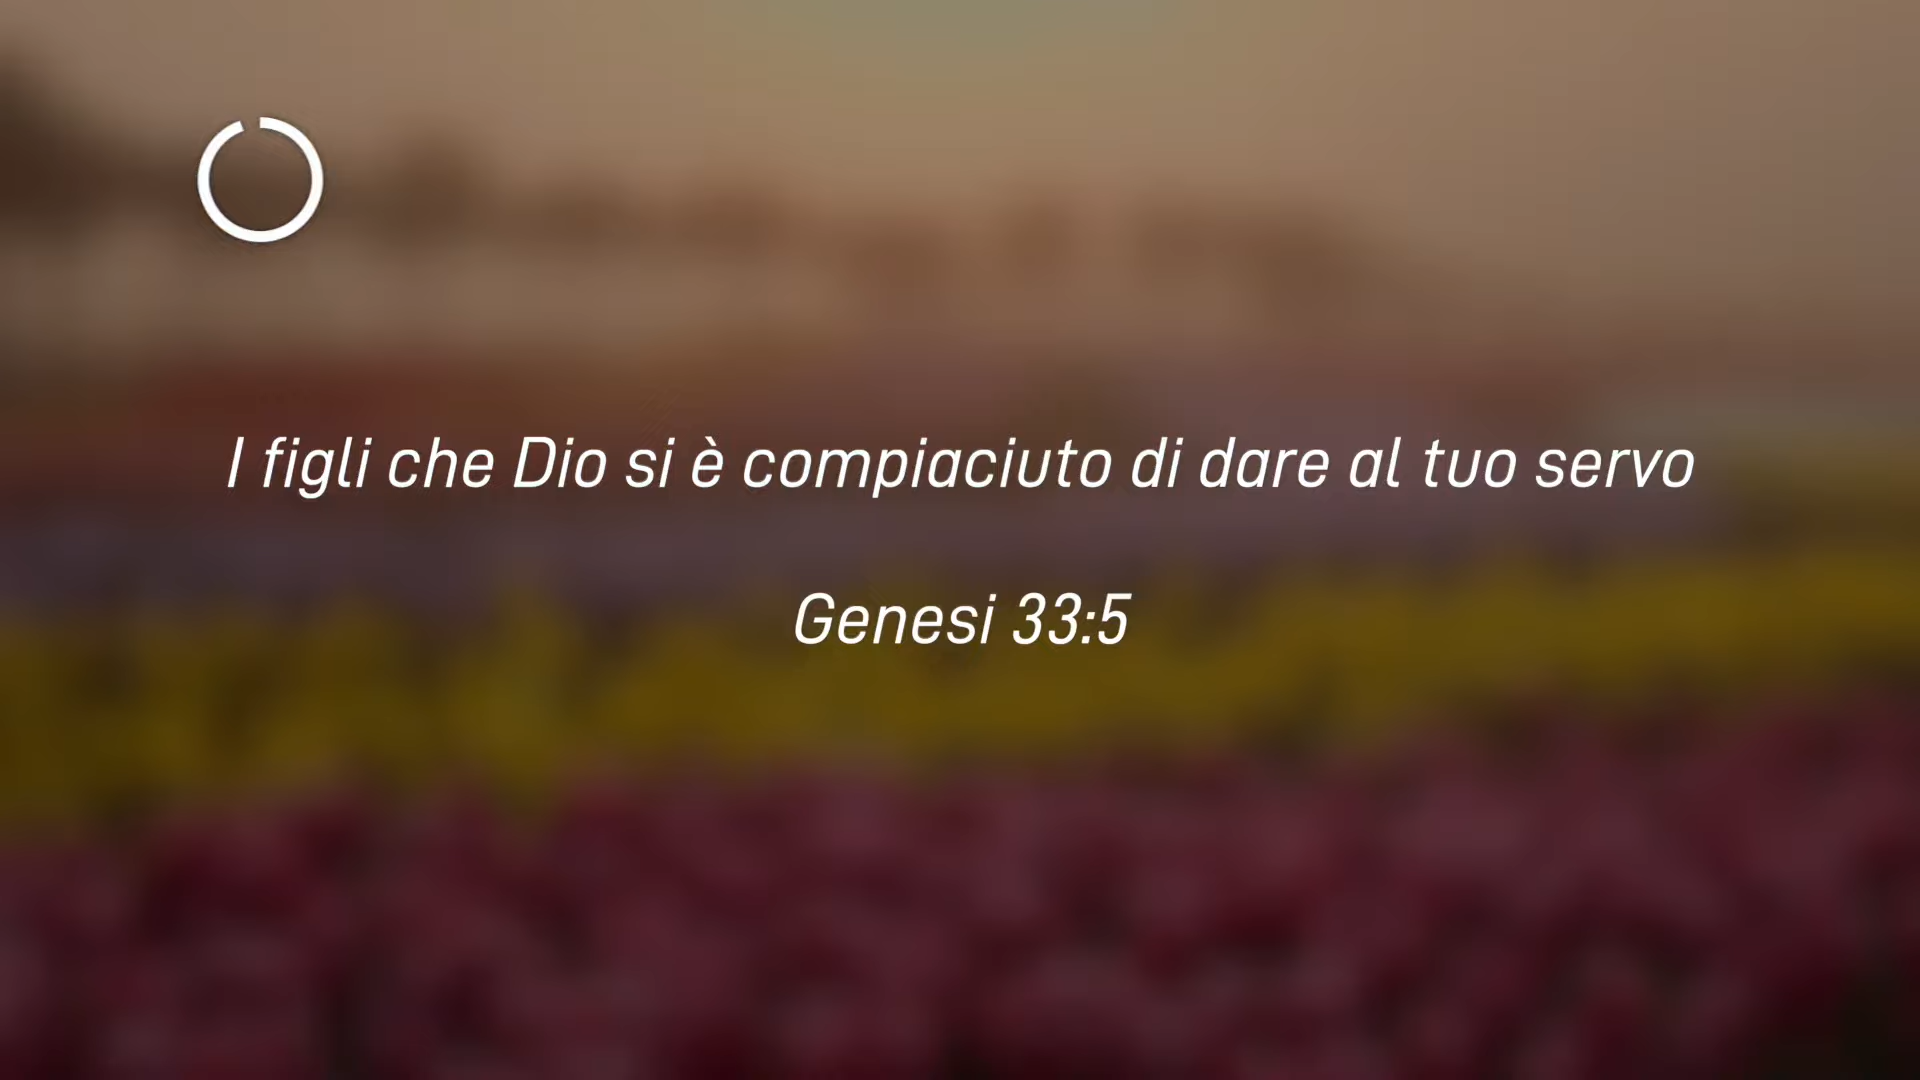 I figli che Dio si è compiaciuto di dare al tuo servo
Genesi 33:5